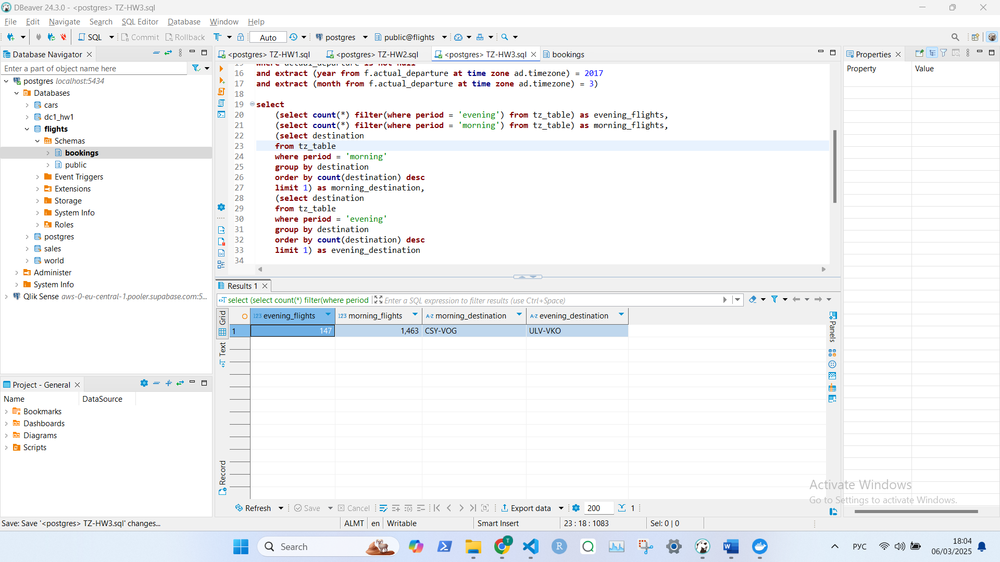 DBeaver 24.3.0 - <postgres> TZ-HW3.sql
File Edit Navigate Search SQL Editor Database Window Help
SQL Commit Rollback Auto postgres public@flights
Database Navigator
Enter a part of object name here
postgres localhost:5434
Databases
cars
dc1_hw1
flights
Schemas
bookings
public
Event Triggers
Extensions
Storage
System Info
Roles
postgres
sales
world
Administer
System Info
Qlik Sense aws-0-eu-central-1.pooler.supabase.com:5...
Project - General
Name DataSource
Bookmarks
Dashboards
Diagrams
Scripts
<postgres> TZ-HW1.sql <postgres> TZ-HW2.sql <postgres> TZ-HW3.sql bookings
15 where actual_departure is not null
16 and extract (year from f.actual_departure at time zone ad.timezone) = 2017
17 and extract (month from f.actual_departure at time zone ad.timezone) = 3)
18
19 select
20 (select count(*) filter(where period = 'evening') from tz_table) as evening_flights,
21 (select count(*) filter(where period = 'morning') from tz_table) as morning_flights,
22 (select destination
23 from tz_table
24 where period = 'morning'
25 group by destination
26 order by count(destination) desc
27 limit 1) as morning_destination,
28 (select destination
29 from tz_table
30 where period = 'evening'
31 group by destination
32 order by count(destination) desc
33 limit 1) as evening_destination
34
Results 1
select (select count(*) filter(where period Enter a SQL expression to filter results (use Ctrl+Space)
Grid
Text
Record
123 evening_flights 123 morning_flights A-Z morning_destination A-Z evening_destination
1 147 1,463 CSY-VOG ULV-VKO
Panels
Refresh Save Cancel Export data 200 1
Properties
Property Value
Activate Windows
Go to Settings to activate Windows.
Save: Save '<postgres> TZ-HW3.sql' changes... ALMT en Writable Smart Insert 23 : 18 : 1083 Sel: 0 | 0
Search
T
R
W
РУС
18:04
06/03/2025